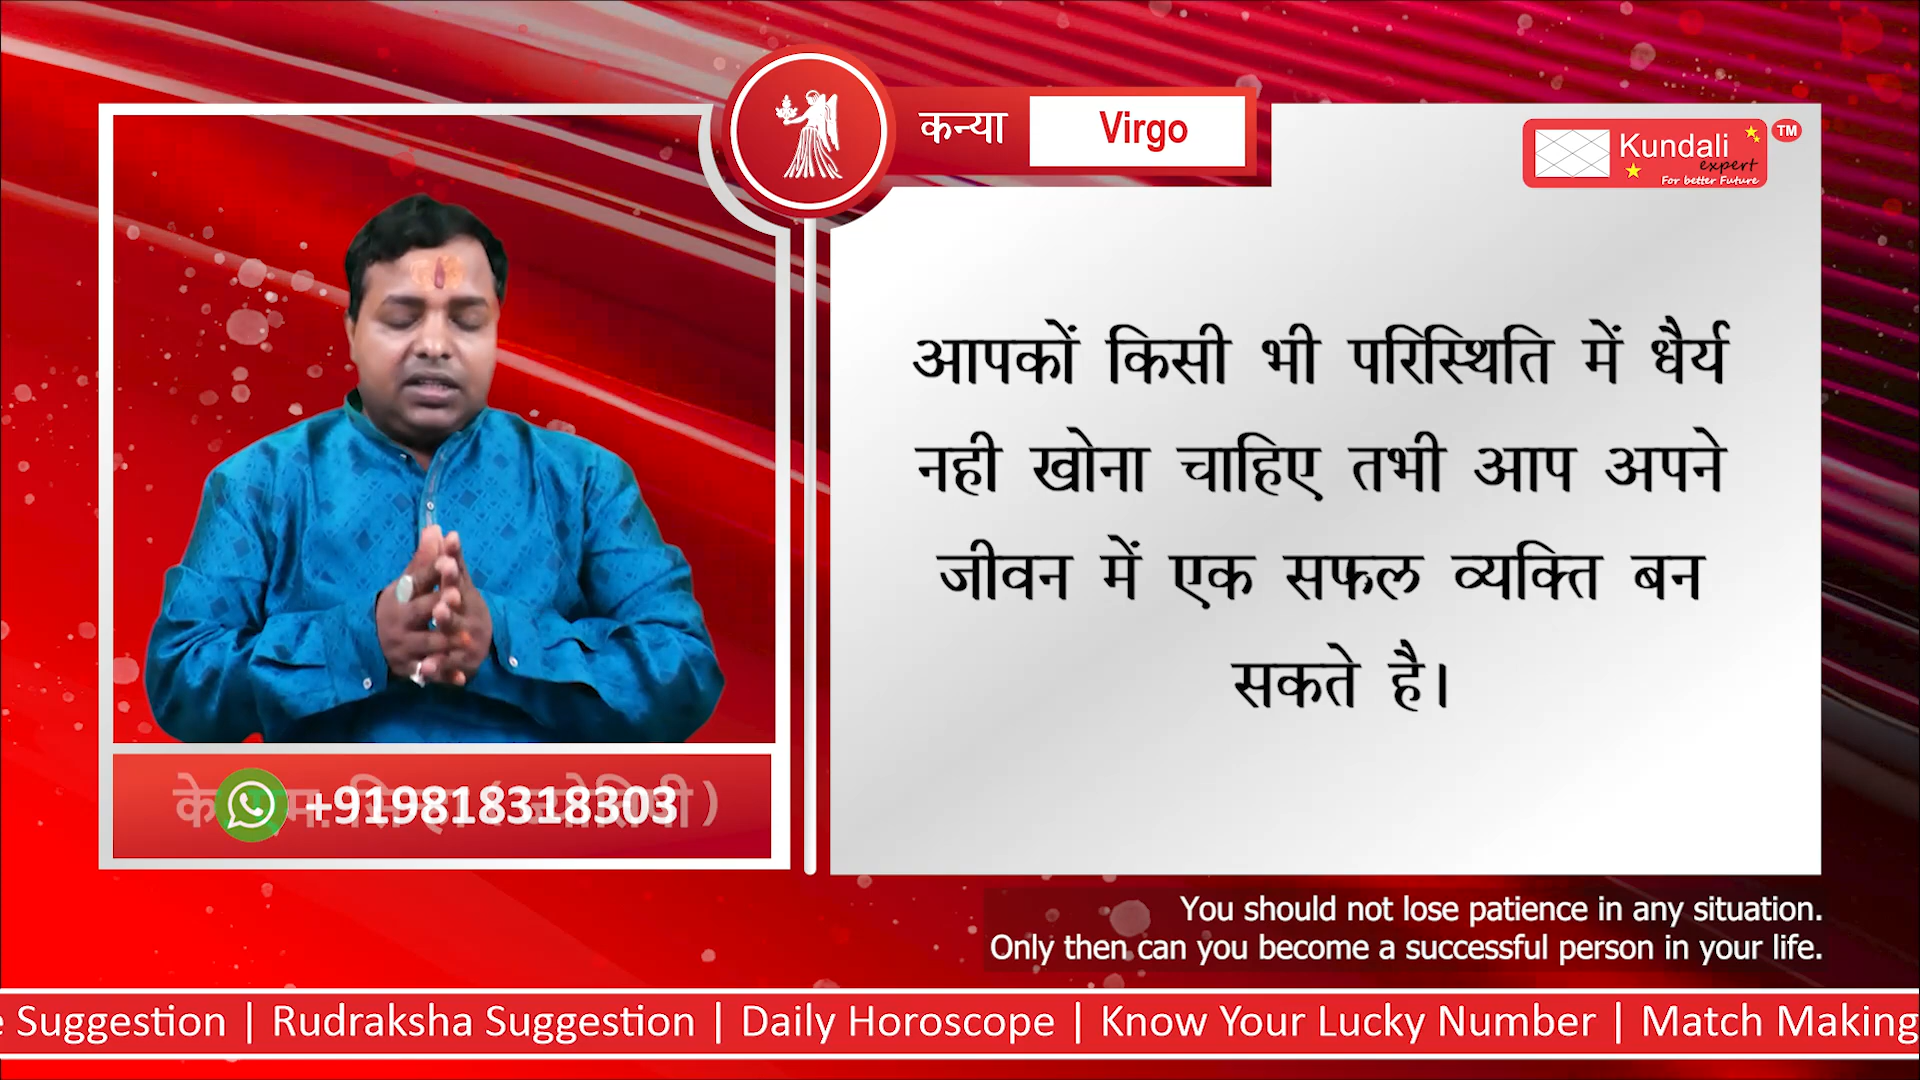 कन्या
Virgo
Kundali
expert
For better Future
TM
आपकों किसी भी परिस्थिति में धैर्य
नही खोना चाहिए तभी आप अपने
जीवन में एक सफल व्यक्ति बन
सकते है।
+919818318303
You should not lose patience in any situation.
Only then can you become a successful person in your life.
Suggestion | Rudraksha Suggestion | Daily Horoscope | Know Your Lucky Number | Match Making